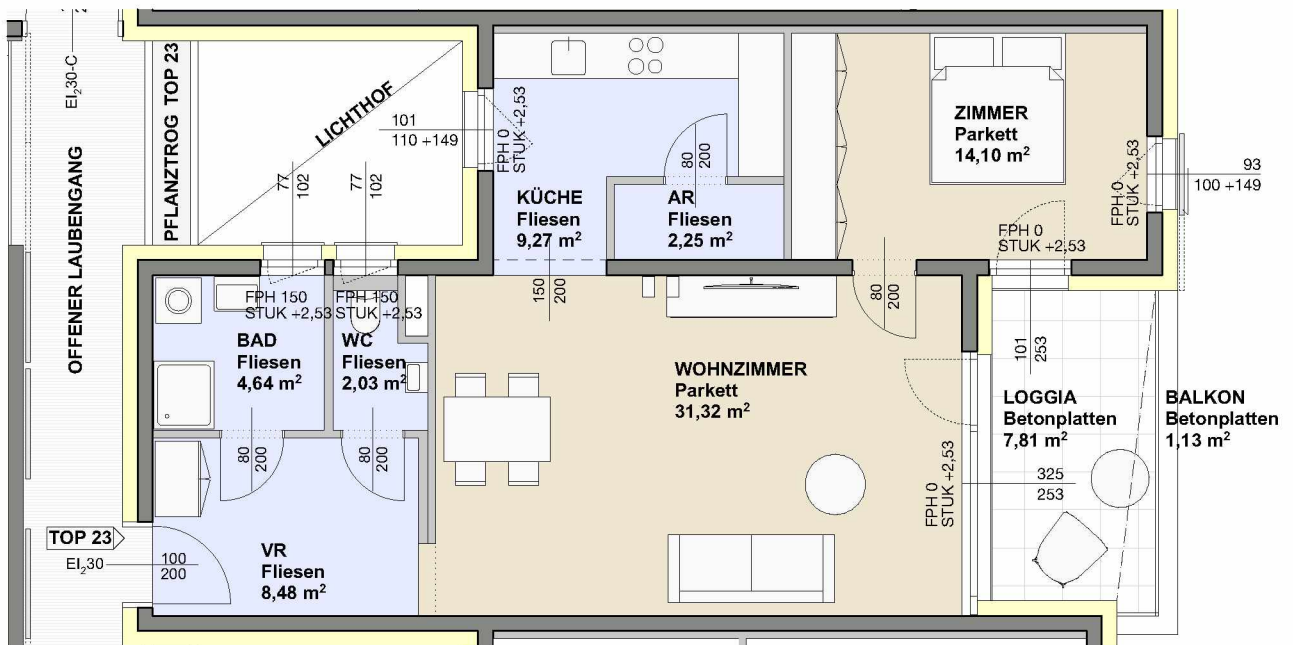 EI₂30-C
OFFENER LAUBENGANG
PFLANZTROG TOP 23
LICHTHOF
77
102
77
102
101
110 +149
FPH 0
STUK +2,53
KÜCHE
Fliesen
9,27 m²
80
200
AR
Fliesen
2,25 m²
150
200
ZIMMER
Parkett
14,10 m²
FPH 0
STUK +2,53
93
100 +149
FPH 0
STUK +2,53
80
200
101
253
FPH 150
STUK +2,53
FPH 150
STUK +2,53
BAD
Fliesen
4,64 m²
WC
Fliesen
2,03 m²
80
200
80
200
WOHNZIMMER
Parkett
31,32 m²
LOGGIA
Betonplatten
7,81 m²
BALKON
Betonplatten
1,13 m²
FPH 0
STUK +2,53
325
253
TOP 23
EI₂30
100
200
VR
Fliesen
8,48 m²